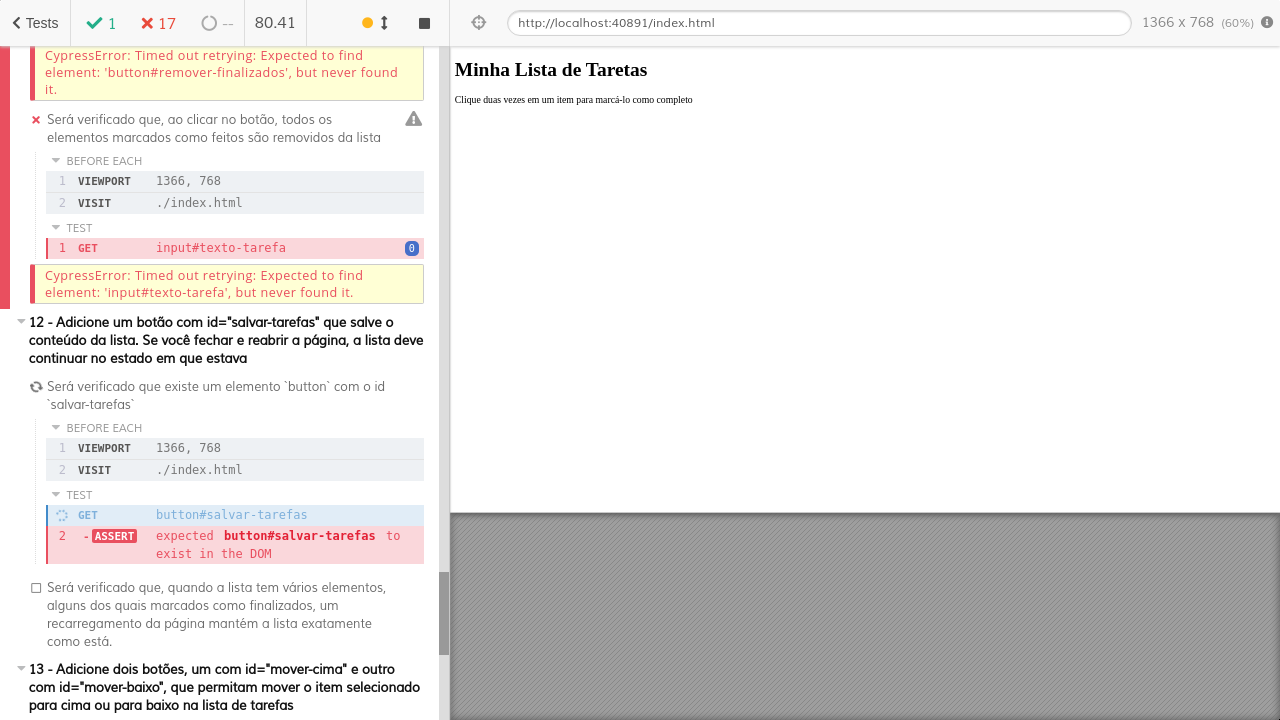 Tests 1 17 -- 80.41 http://localhost:40891/index.html 1366 x 768 (60%)
CypressError: Timed out retrying: Expected to find
element: 'button#remover-finalizados', but never found
it.
Será verificado que, ao clicar no botão, todos os
elementos marcados como feitos são removidos da lista
BEFORE EACH
1 VIEWPORT 1366, 768
2 VISIT ./index.html
TEST
1 GET input#texto-tarefa 0
CypressError: Timed out retrying: Expected to find
element: 'input#texto-tarefa', but never found it.
12 - Adicione um botão com id="salvar-tarefas" que salve o
conteúdo da lista. Se você fechar e reabrir a página, a lista deve
continuar no estado em que estava
Será verificado que existe um elemento `button` com o id
`salvar-tarefas`
BEFORE EACH
1 VIEWPORT 1366, 768
2 VISIT ./index.html
TEST
GET button#salvar-tarefas
2 -ASSERT expected button#salvar-tarefas to
exist in the DOM
Será verificado que, quando a lista tem vários elementos,
alguns dos quais marcados como finalizados, um
recarregamento da página mantém a lista exatamente
como está.
13 - Adicione dois botões, um com id="mover-cima" e outro
com id="mover-baixo", que permitam mover o item selecionado
para cima ou para baixo na lista de tarefas
Minha Lista de Taretas
Clique duas vezes em um item para marcá-lo como completo